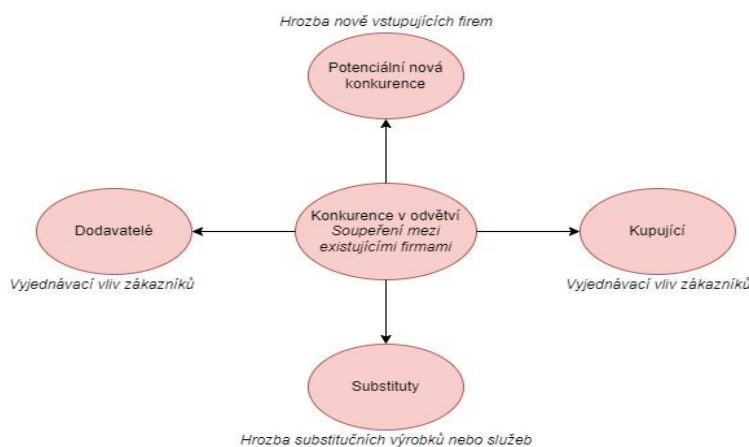 Hrozba nově vstupujících firem
Potenciální nová
konkurence
Dodavatelé
Konkurence v odvětví
Soupeření mezi
existujícími firmami
Kupující
Vyjednávací vliv zákazníků
Vyjednávací vliv zákazníků
Substituty
Hrozba substitučních výrobků nebo služeb